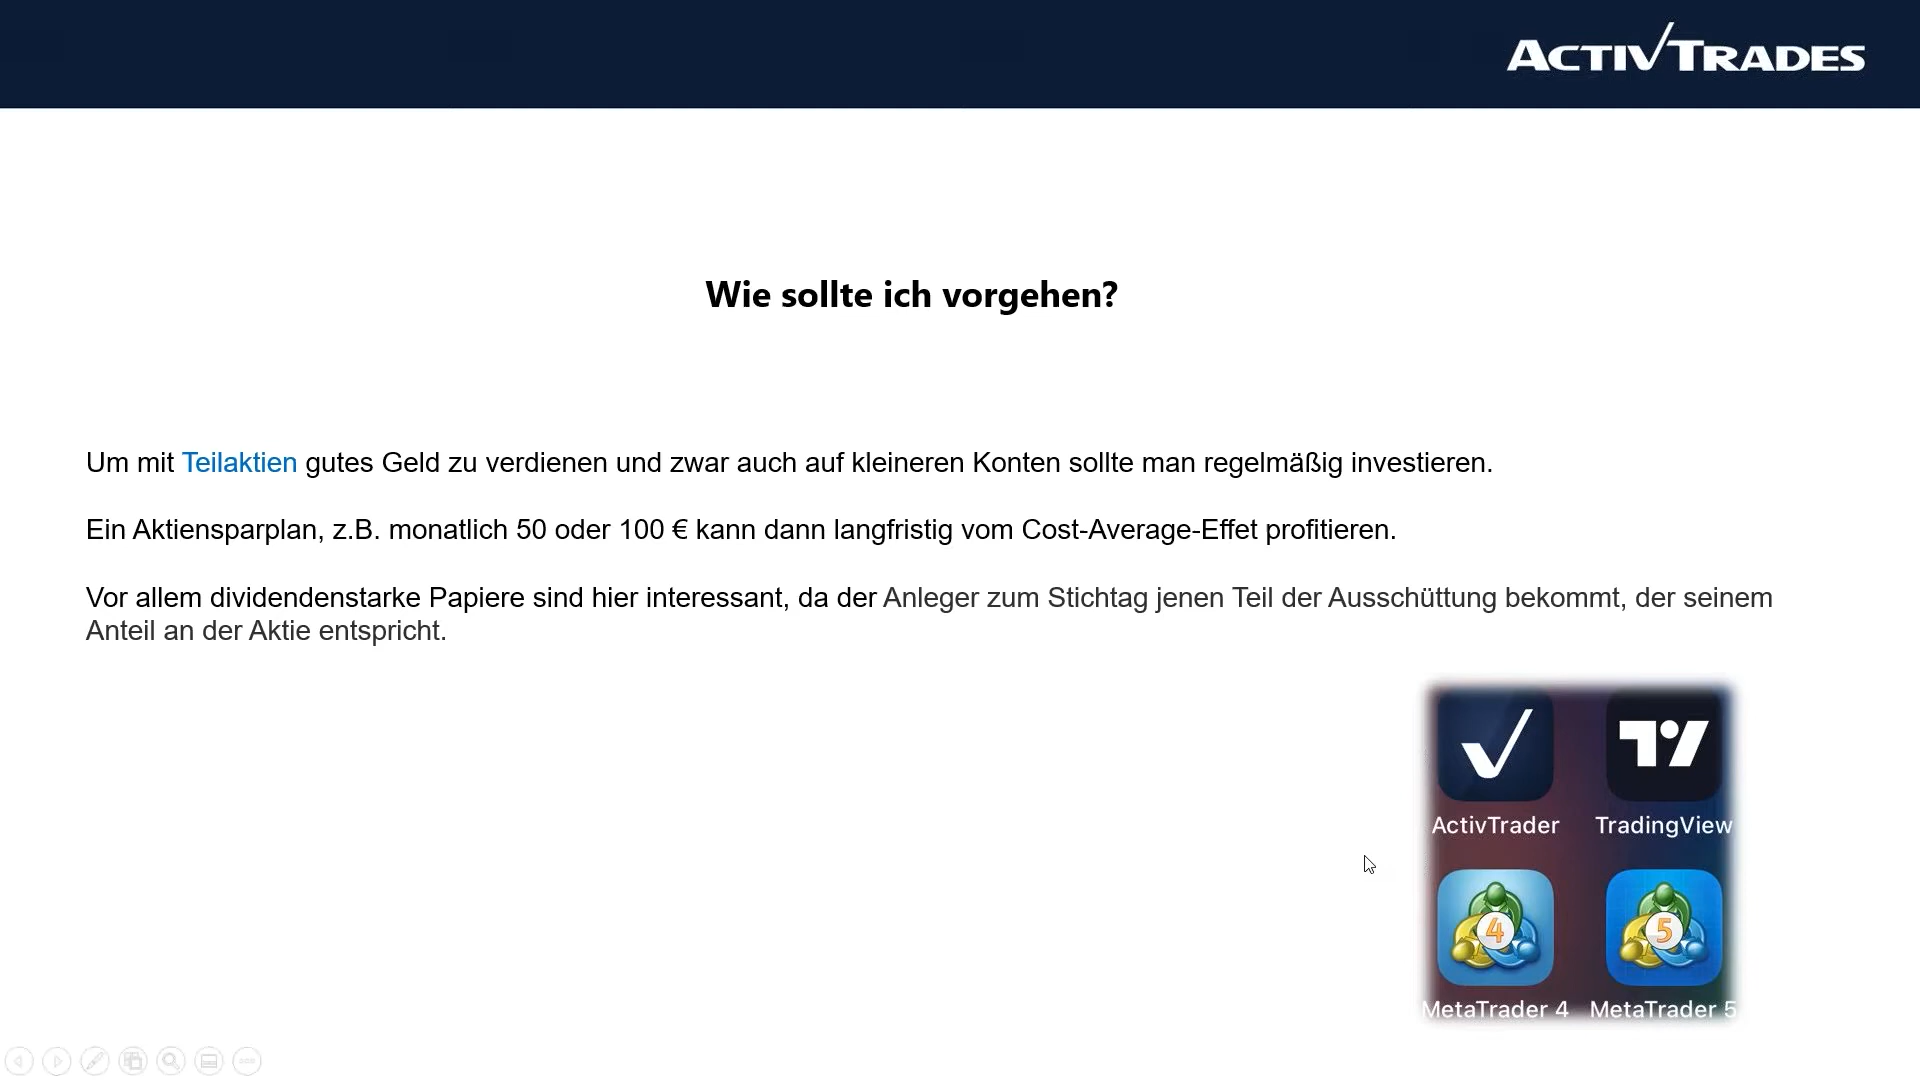 ACTIVTRADES
Wie sollte ich vorgehen?
Um mit Teilaktien gutes Geld zu verdienen und zwar auch auf kleineren Konten sollte man regelmäßig investieren.
Ein Aktiensparplan, z.B. monatlich 50 oder 100 € kann dann langfristig vom Cost-Average-Effet profitieren.
Vor allem dividendenstarke Papiere sind hier interessant, da der Anleger zum Stichtag jenen Teil der Ausschüttung bekommt, der seinem
Anteil an der Aktie entspricht.
ActivTrader TradingView
4 5
MetaTrader 4 MetaTrader 5